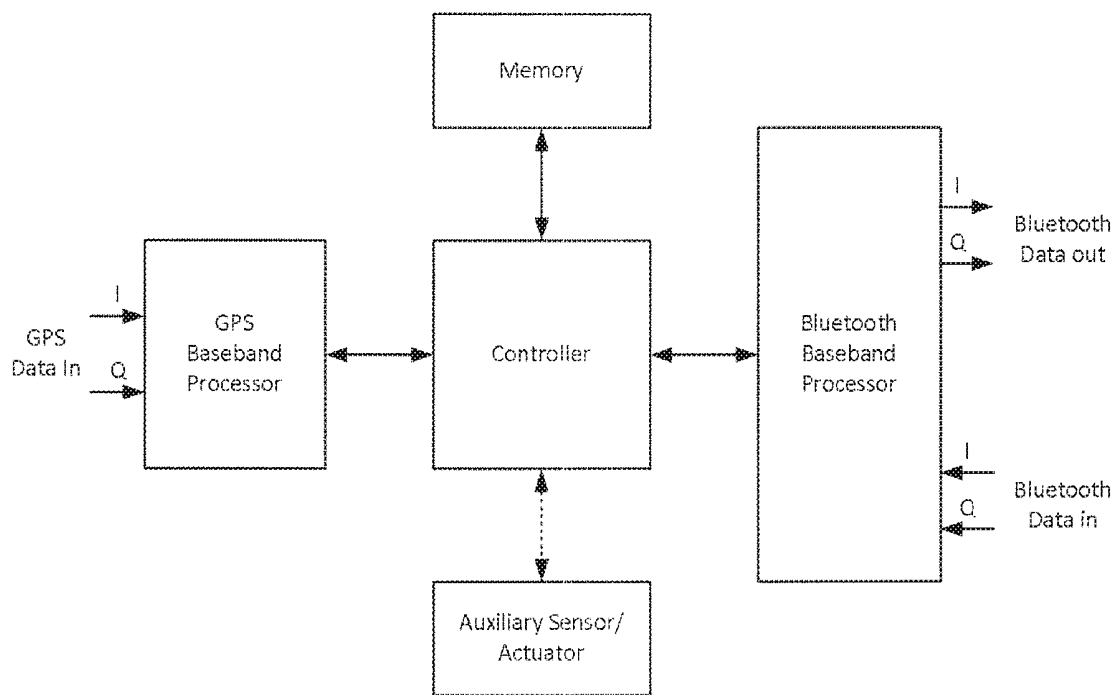 Memory
I
Q
Bluetooth
Data out
GPS
Data In
I
Q
GPS
Baseband
Processor
Controller
Bluetooth
Baseband
Processor
I
Q
Bluetooth
Data in
Auxiliary Sensor/
Actuator